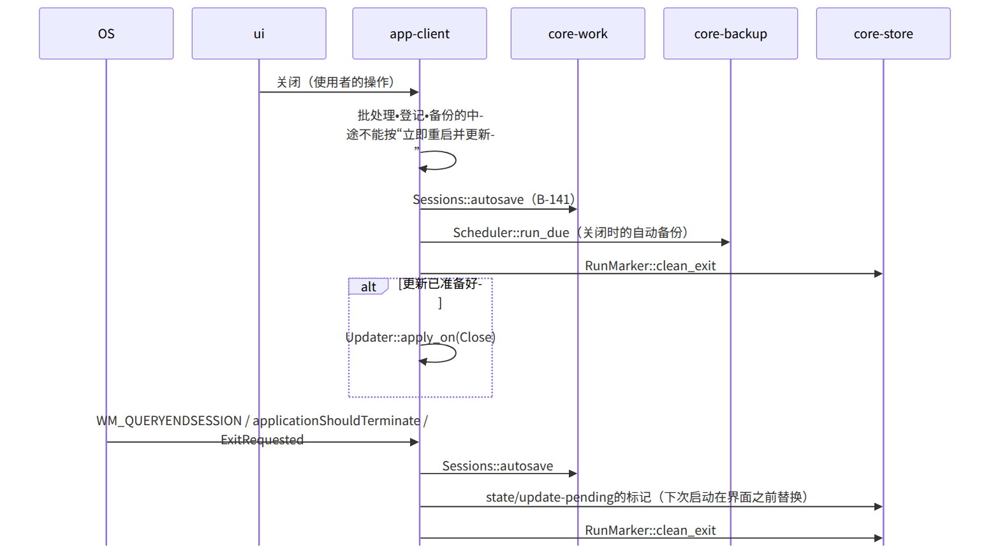 OS
ui
app-client
core-work
core-backup
core-store
关闭（使用者的操作）
批处理•登记•备份的中-
途不能按“立即重启并更新-
”
Sessions::autosave（B-141）
Scheduler::run_due（关闭时的自动备份）
RunMarker::clean_exit
alt
[更新已准备好-
]
Updater::apply_on(Close)
WM_QUERYENDSESSION / applicationShouldTerminate /
ExitRequested
Sessions::autosave
state/update-pending的标记（下次启动在界面之前替换）
RunMarker::clean_exit